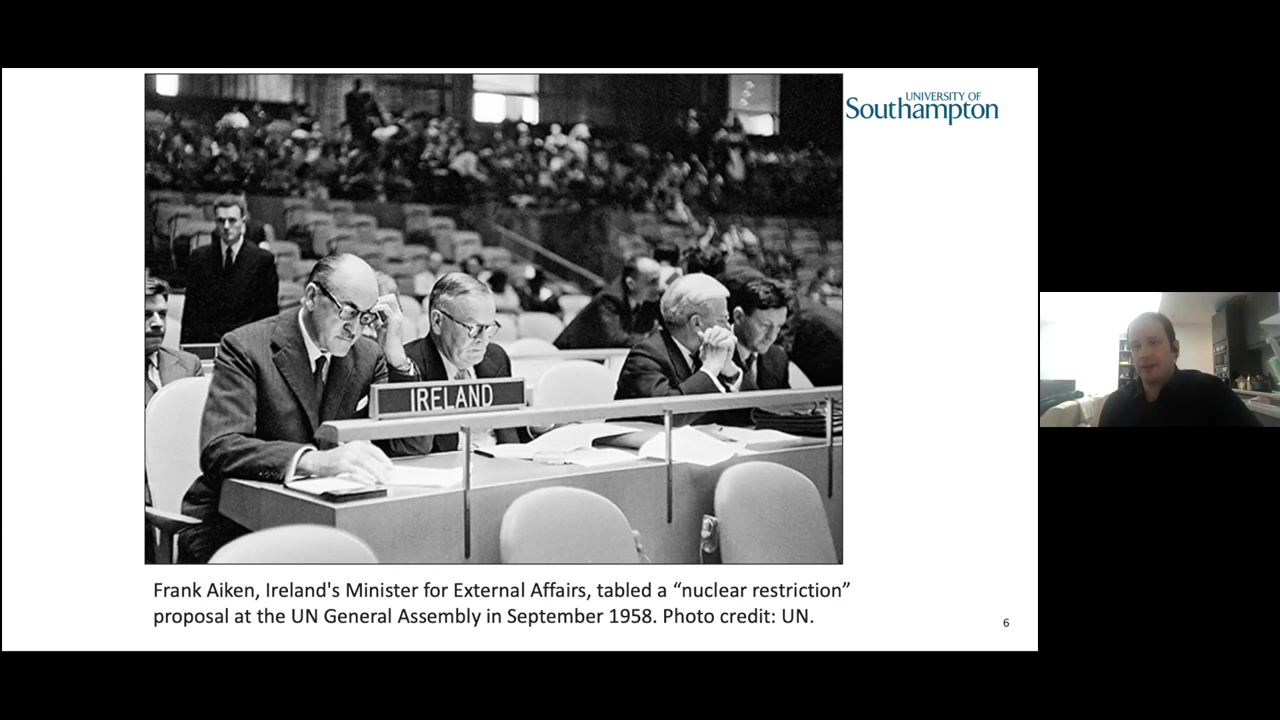 UNIVERSITY OF
Southampton
IRELAND
Frank Aiken, Ireland's Minister for External Affairs, tabled a “nuclear restriction”
proposal at the UN General Assembly in September 1958. Photo credit: UN.
6